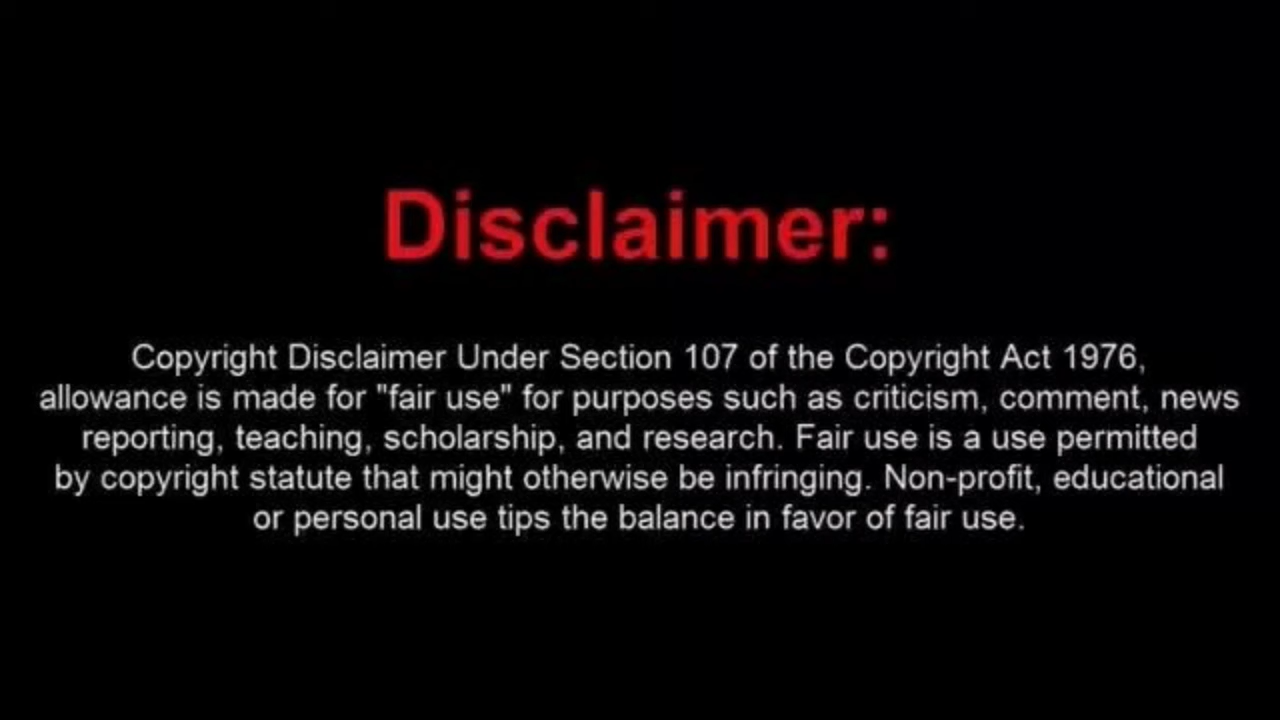 Disclaimer:
Copyright Disclaimer Under Section 107 of the Copyright Act 1976,
allowance is made for "fair use" for purposes such as criticism, comment, news
reporting, teaching, scholarship, and research. Fair use is a use permitted
by copyright statute that might otherwise be infringing. Non-profit, educational
or personal use tips the balance in favor of fair use.